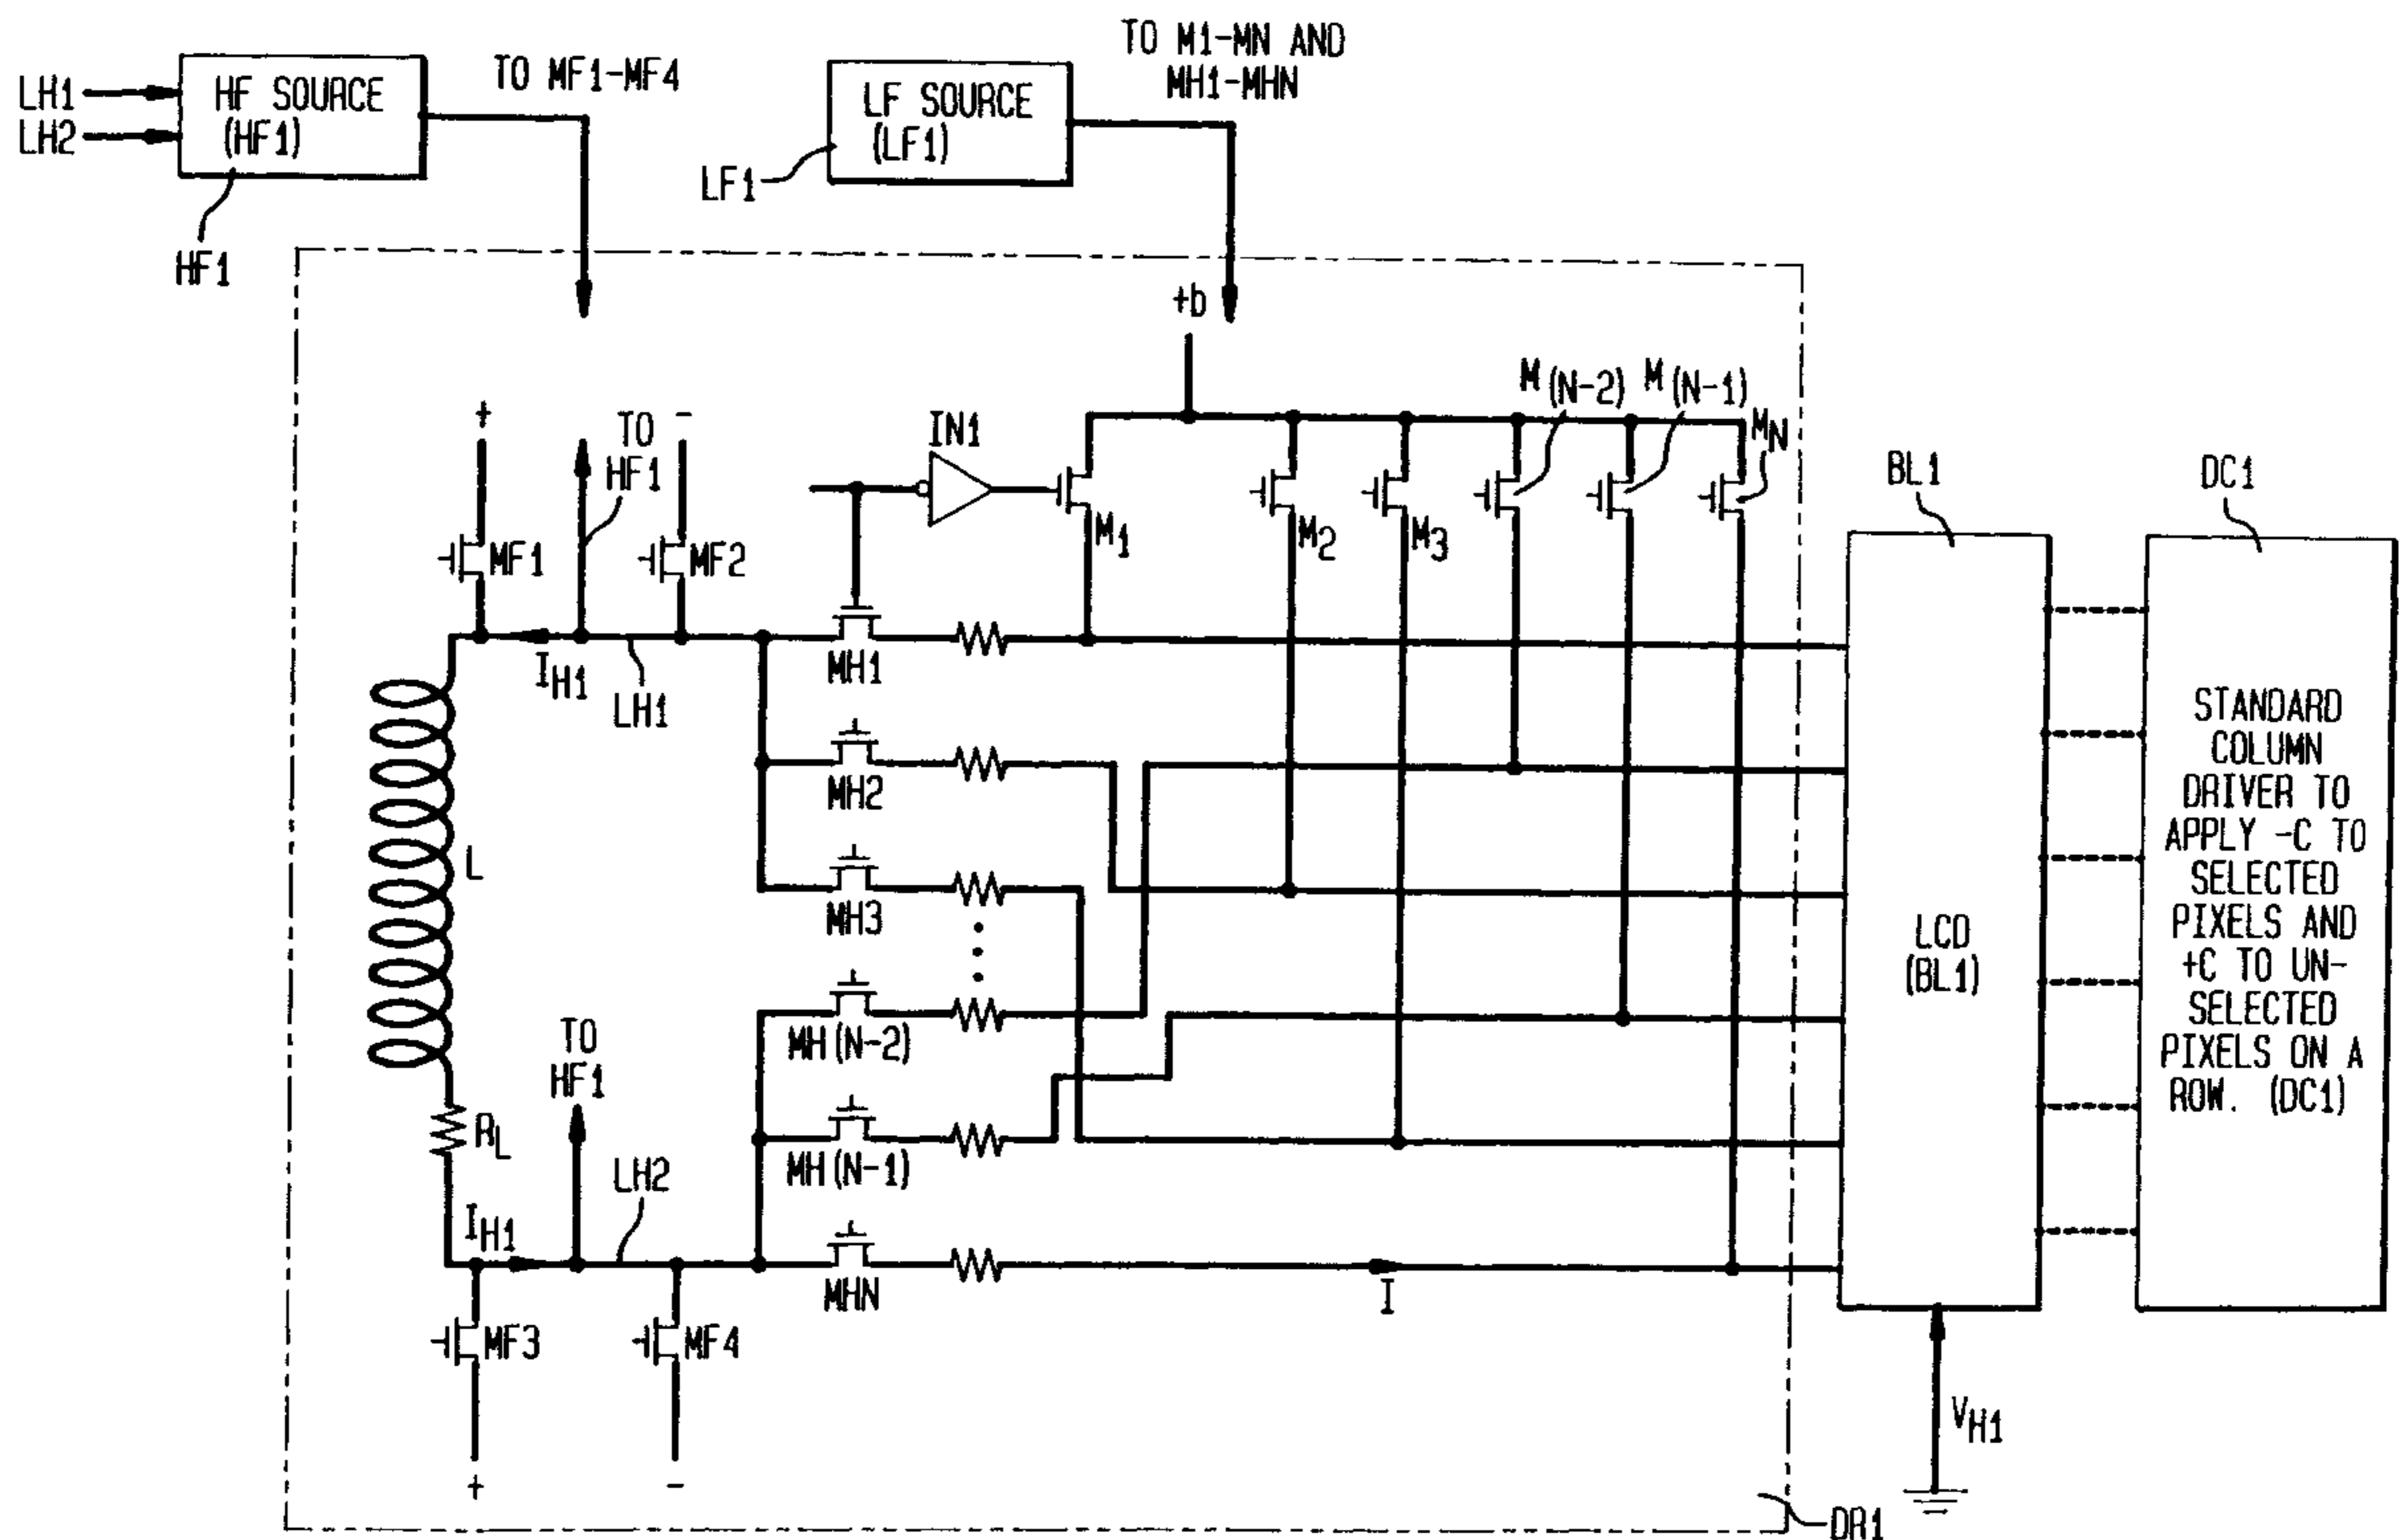 TO M1-MN AND
MH1-MHN
TO MF1-MF4
LH1
LH2
HF SOURCE
(HF1)
LF SOURCE
(LF1)
LF1
HF1
+b
M(N-2)
M(N-1)
MN
+
TO
HF1
-
IN1
BL1
DC1
MF1
MF2
M1
M2
M3
IH1
LH1
MH1
MH2
L
MH3
MH(N-2)
TO
HF1
RL
MH(N-1)
IH1
LH2
MHN
I
MF3
MF4
+
-
LCD
(BL1)
STANDARD
COLUMN
DRIVER TO
APPLY -C TO
SELECTED
PIXELS AND
+C TO UN-
SELECTED
PIXELS ON A
ROW. (DC1)
VH1
DR1